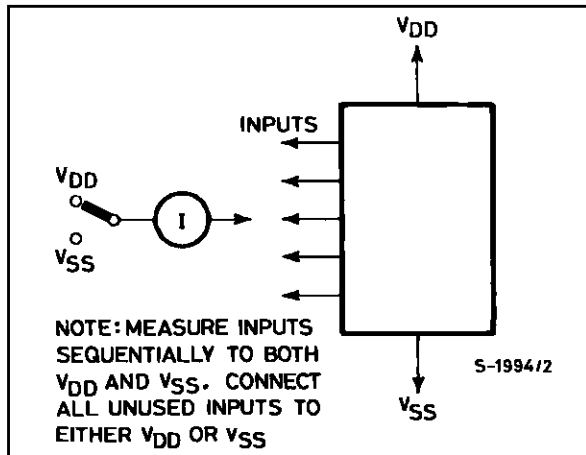 VDD
INPUTS
VDD
I
VSS
NOTE: MEASURE INPUTS
SEQUENTIALLY TO BOTH
VDD AND VSS. CONNECT
ALL UNUSED INPUTS TO
EITHER VDD OR VSS
S-1994/2
VSS